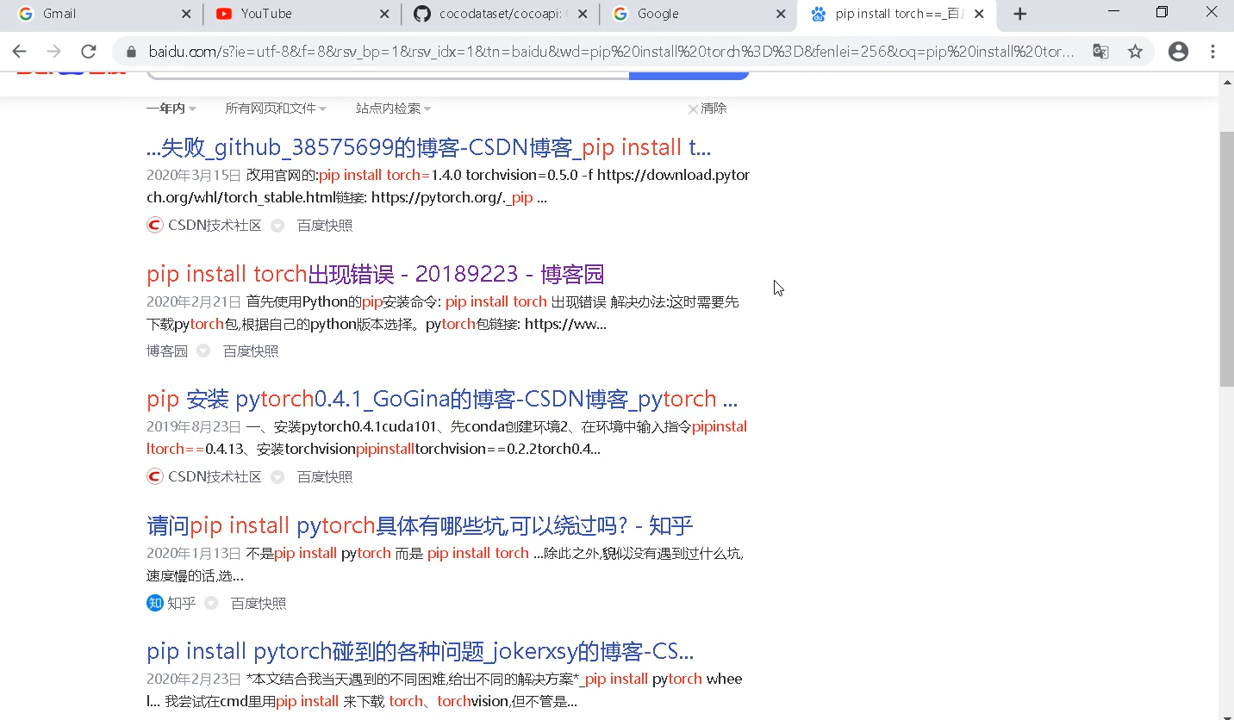 Gmail
YouTube
cocodataset/cocoapi:
Google
pip install torch==_百
baidu.com/s?ie=utf-8&f=8&rsv_bp=1&rsv_idx=1&tn=baidu&wd=pip%20install%20torch%3D%3D&fenlei=256&oq=pip%20install%20tor...
一年内
所有网页和文件
站点内检索
清除
...失败_github_38575699的博客-CSDN博客_pip install t...
2020年3月15日 改用官网的:pip install torch=1.4.0 torchvision=0.5.0 -f https://download.pytor
ch.org/whl/torch_stable.html链接: https://pytorch.org/._pip ...
CSDN技术社区 百度快照
pip install torch出现错误 - 20189223 - 博客园
2020年2月21日 首先使用Python的pip安装命令: pip install torch 出现错误 解决办法:这时需要先
下载pytorch包,根据自己的python版本选择。pytorch包链接: https://ww...
博客园 百度快照
pip 安装 pytorch0.4.1_GoGina的博客-CSDN博客_pytorch ...
2019年8月23日 一、安装pytorch0.4.1cuda101、先conda创建环境2、在环境中输入指令pipinstal
ltorch==0.4.13、安装torchvisionpipinstalltorchvision==0.2.2torch0.4...
CSDN技术社区 百度快照
请问pip install pytorch具体有哪些坑,可以绕过吗? - 知乎
2020年1月13日 不是pip install pytorch 而是 pip install torch ...除此之外,貌似没有遇到过什么坑,
速度慢的话,选...
知 知乎 百度快照
pip install pytorch碰到的各种问题_jokerxsy的博客-CS...
2020年2月23日 *本文结合我当天遇到的不同困难,给出不同的解决方案*_pip install pytorch whee
l... 我尝试在cmd里用pip install 来下载 torch、torchvision,但不管是...